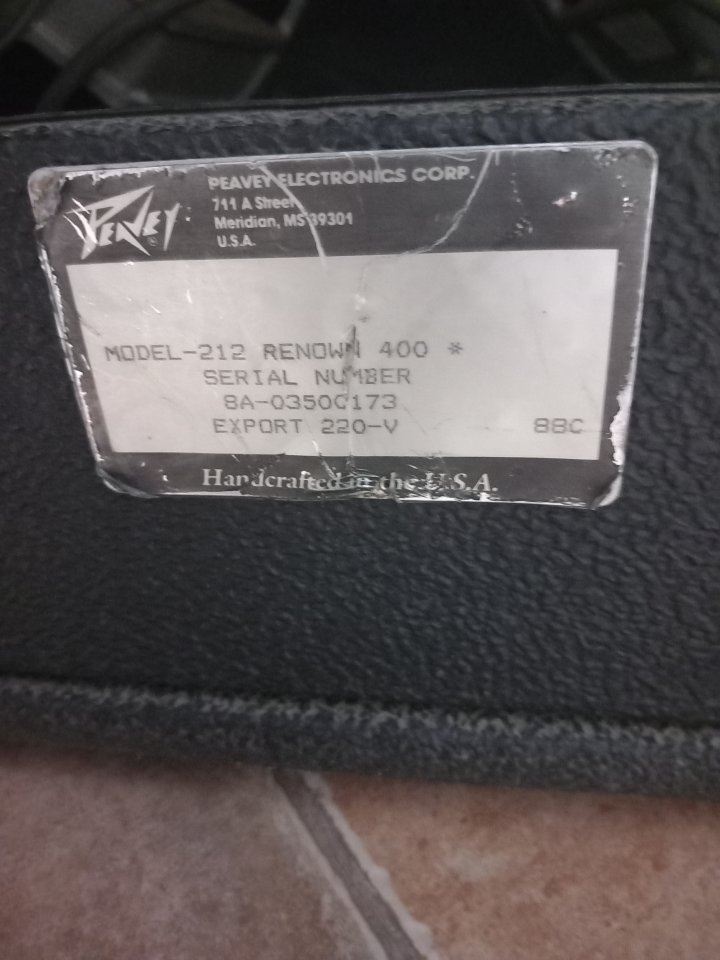 PEAVEY ®
PEAVEY ELECTRONICS CORP.
711 A Street
Meridian, MS 39301
U.S.A.
MODEL-212 RENOWN 400 *
SERIAL NUMBER
8A-03500173
EXPORT 220-V 88C
Handcrafted in the U.S.A.